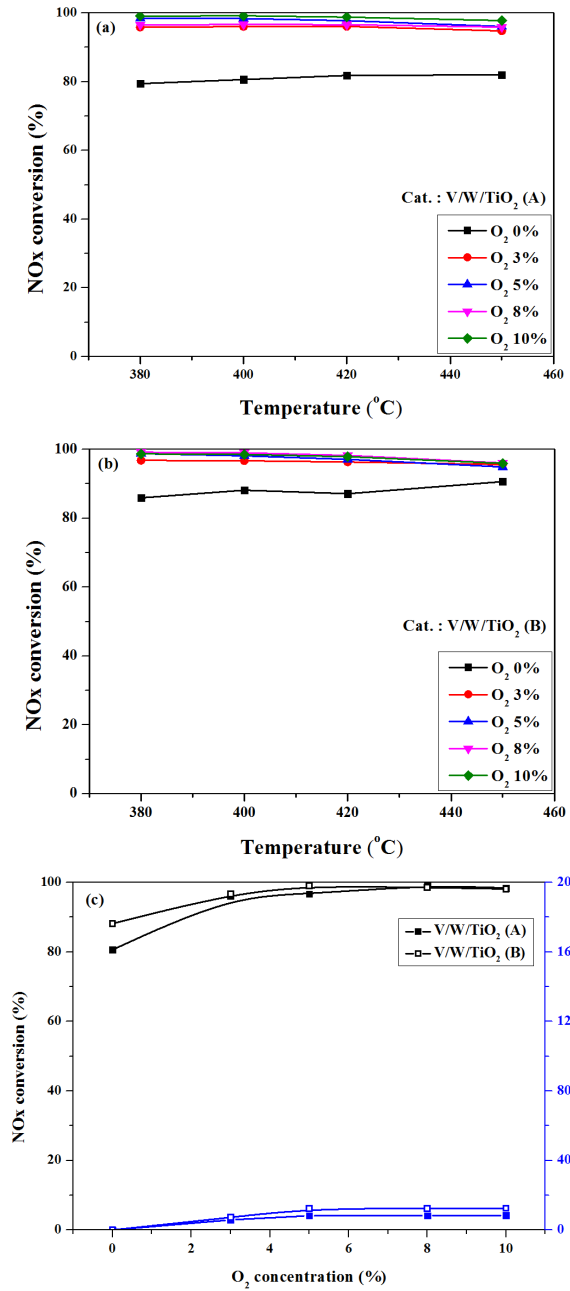 (a)
100
80
60
40
20
0
NOx conversion (%)
Cat. : V/W/TiO₂ (A)
O₂ 0%
O₂ 3%
O₂ 5%
O₂ 8%
O₂ 10%
380 400 420 440 460
Temperature (°C)
(b)
100
80
60
40
20
0
NOx conversion (%)
Cat. : V/W/TiO₂ (B)
O₂ 0%
O₂ 3%
O₂ 5%
O₂ 8%
O₂ 10%
380 400 420 440 460
Temperature (°C)
(c)
100
80
60
40
20
0
NOx conversion (%)
V/W/TiO₂ (A)
V/W/TiO₂ (B)
20
16
12
80
40
0
0 2 4 6 8 10
O₂ concentration (%)